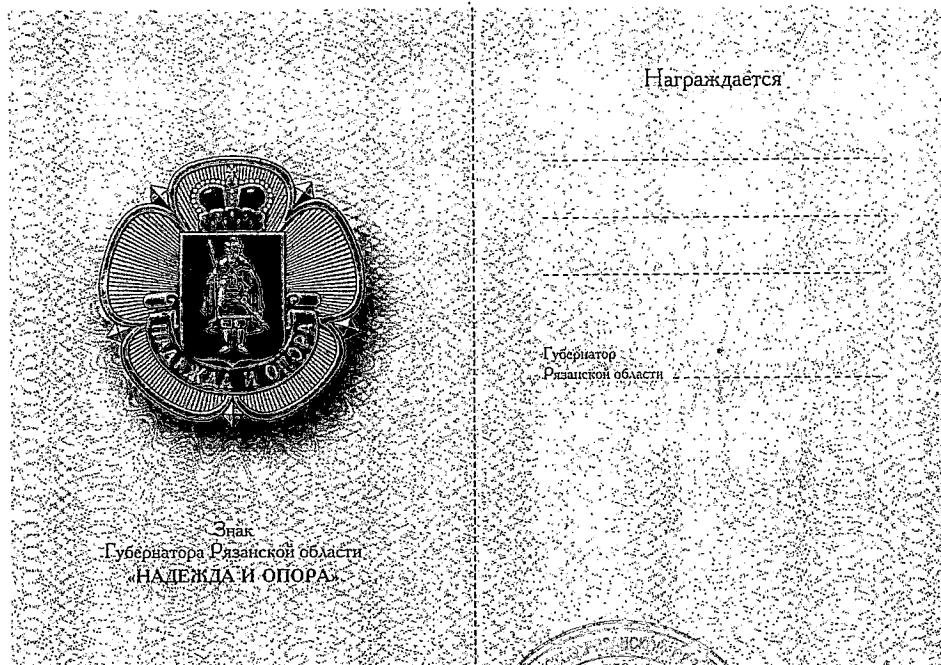 НАДЕЖДА И ОПОРА
Знак
Губернатора Рязанской области
«НАДЕЖДА И ОПОРА»
Награждается
Губернатор
Рязанской области